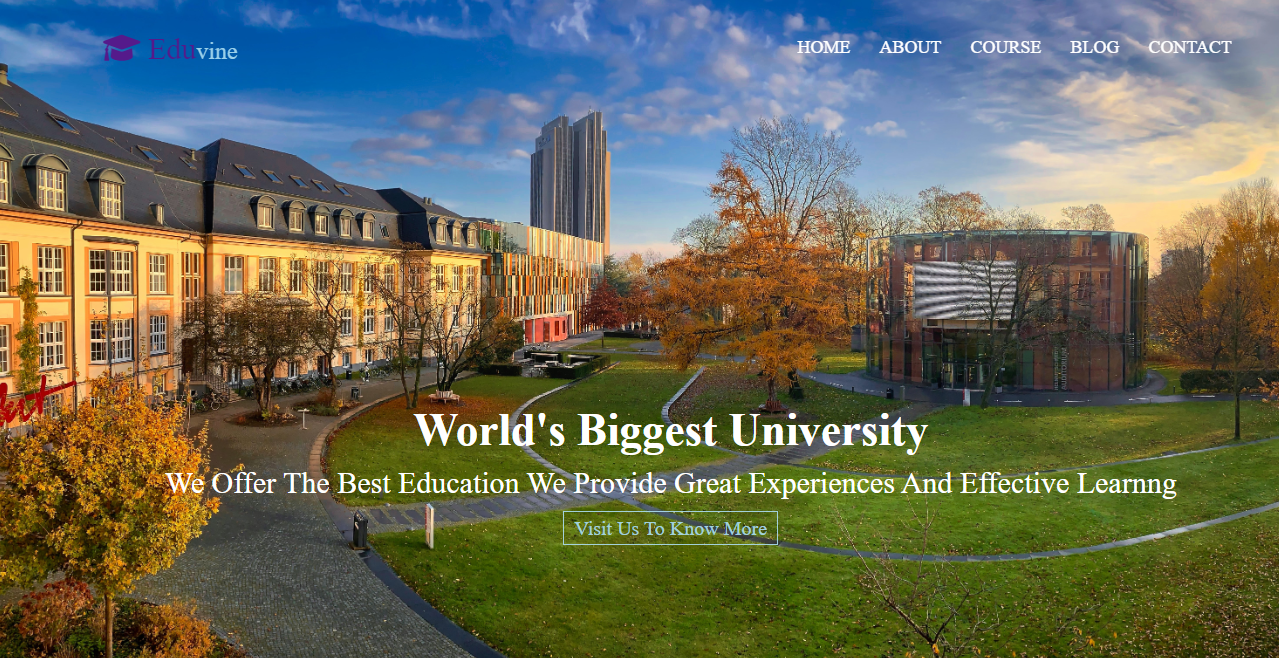 Eduvine
HOME ABOUT COURSE BLOG CONTACT
World's Biggest University
We Offer The Best Education We Provide Great Experiences And Effective Learnng
Visit Us To Know More